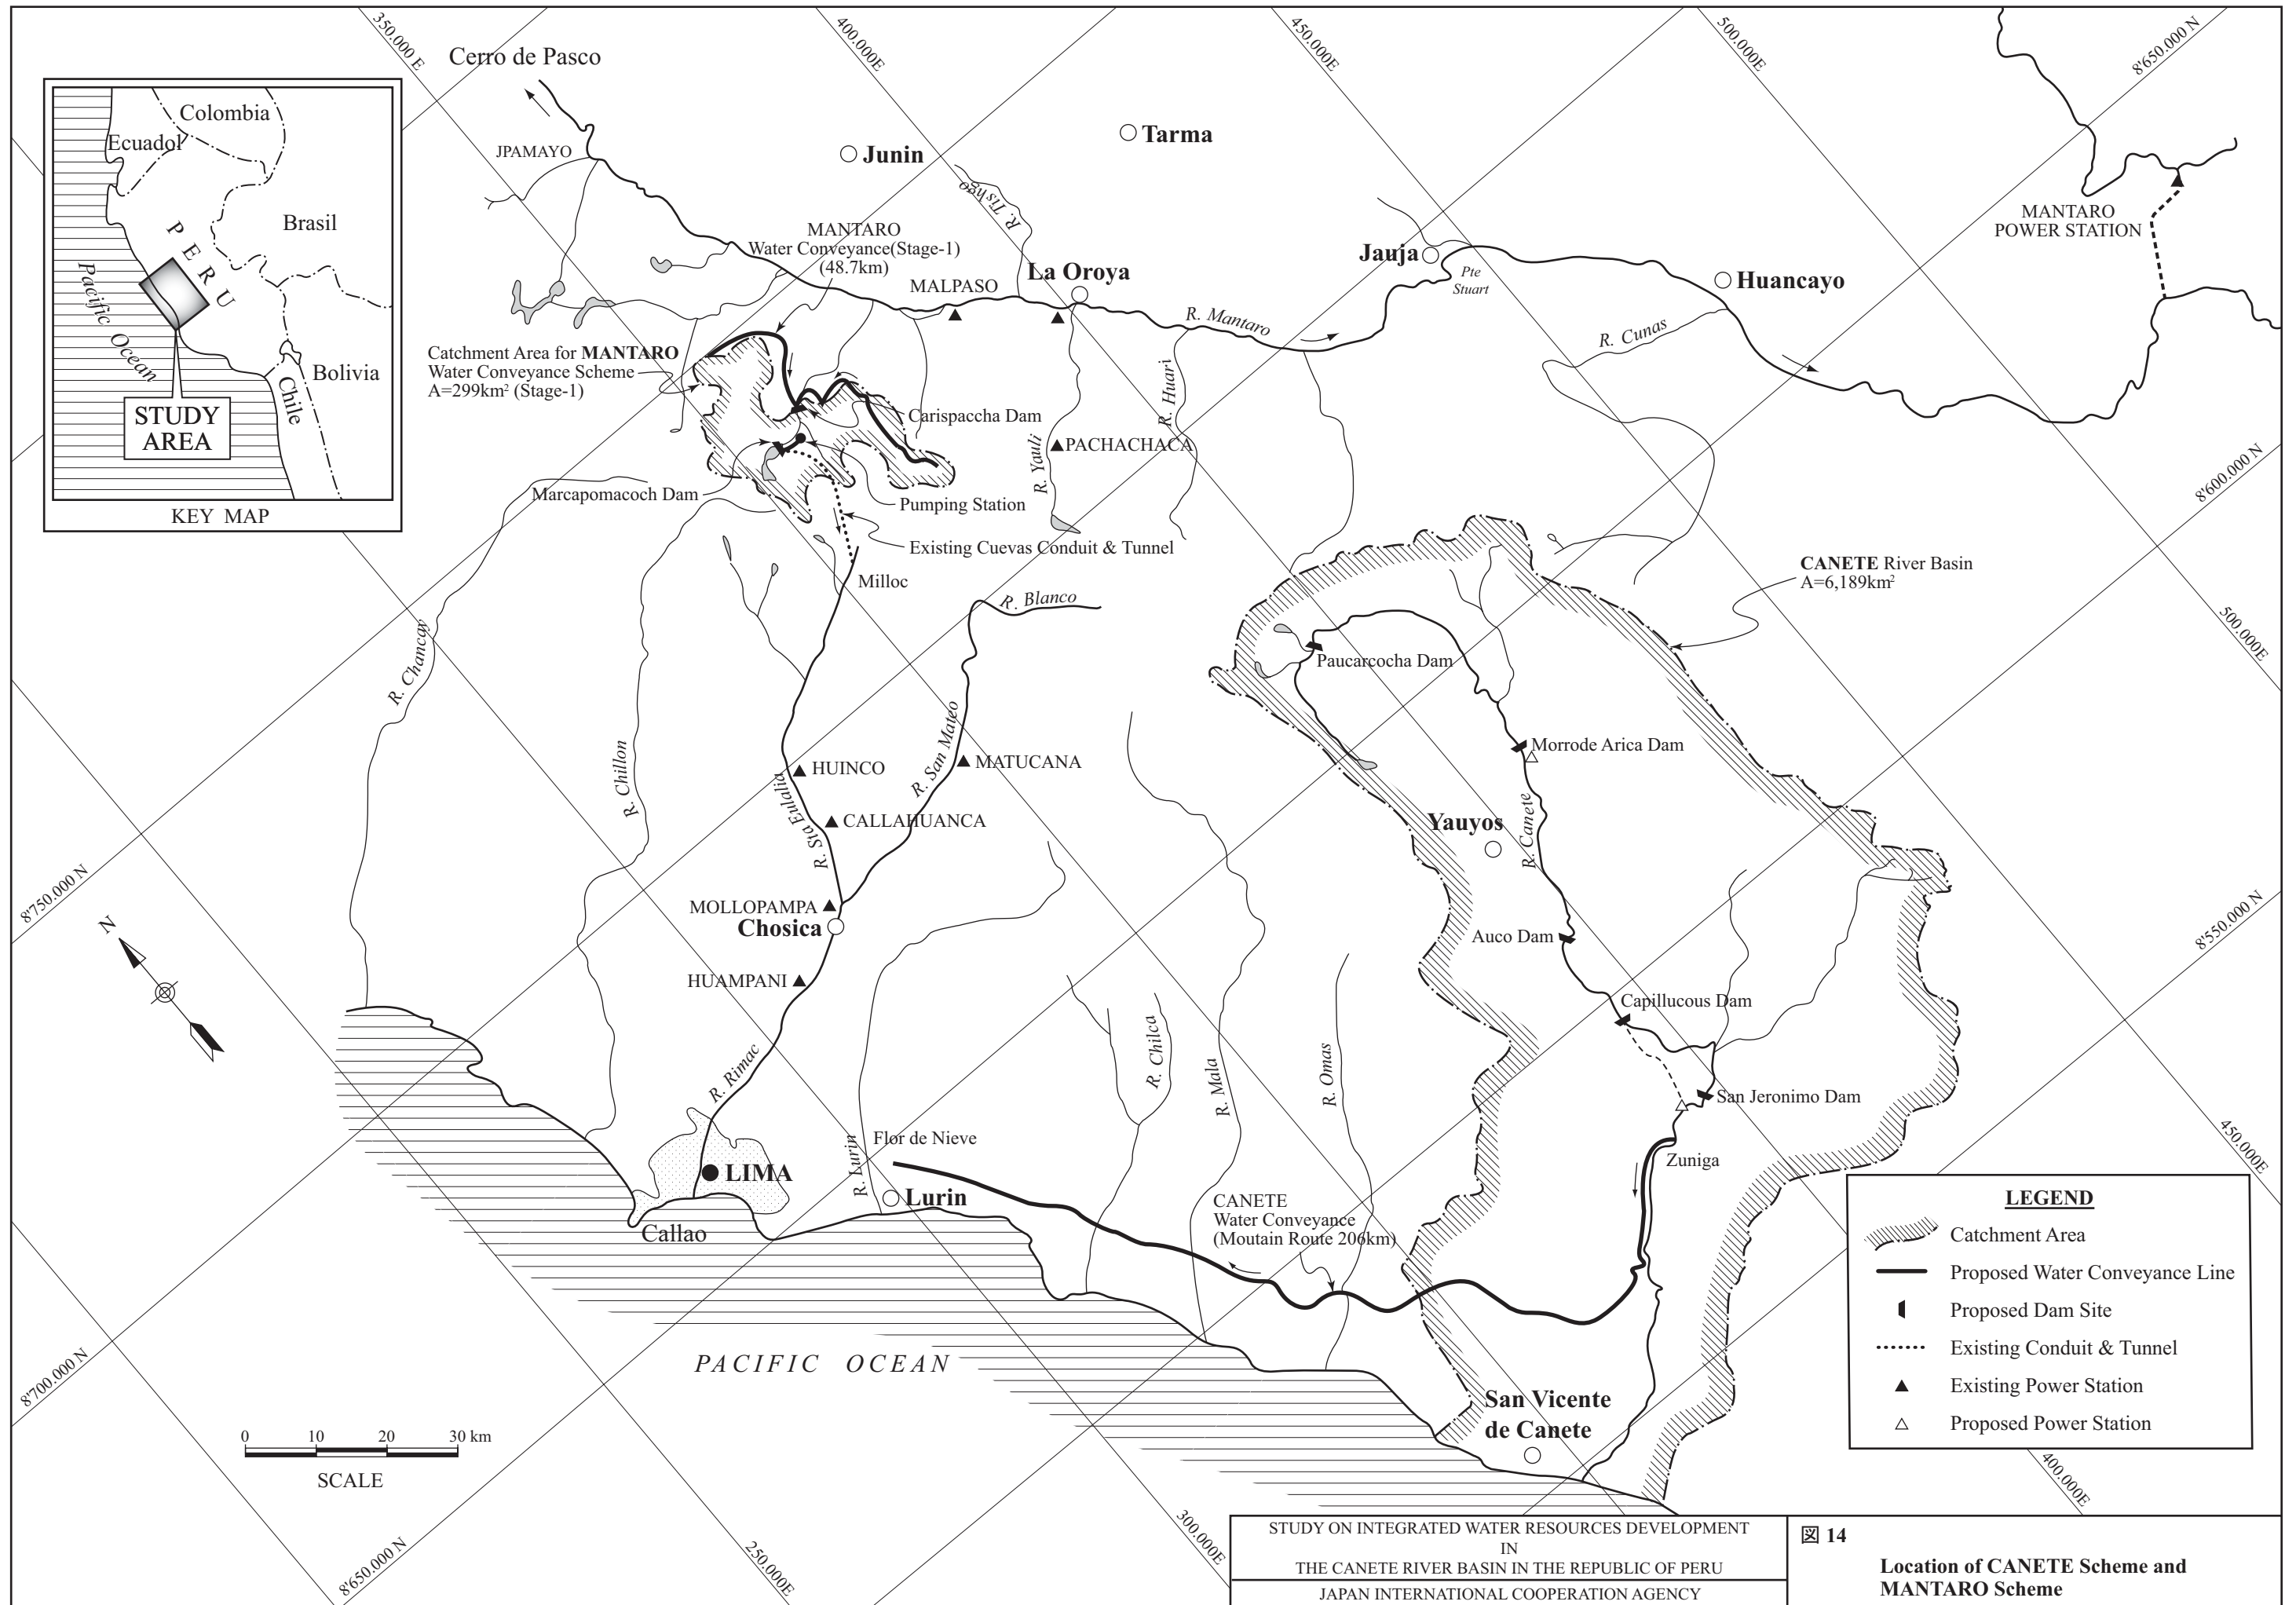 350.000 E
400.000E
450.000E
500.000E
8'650.000 N
Cerro de Pasco
Colombia
Ecuadol
Brasil
PERU
Pacific Ocean
Bolivia
Chile
STUDY
AREA
KEY MAP
JPAMAYO
Junin
Tarma
R. Tishgo
MANTARO
Water Conveyance(Stage-1)
(48.7km)
MALPASO
La Oroya
Jauja
Pte
Stuart
Huancayo
MANTARO
POWER STATION
R. Mantaro
R. Cunas
R. Huari
R. Yauli
PACHACHACA
Catchment Area for MANTARO
Water Conveyance Scheme
A=299km² (Stage-1)
Carispaccha Dam
Marcapomacoch Dam
Pumping Station
Existing Cuevas Conduit & Tunnel
Milloc
8'600.000 N
CANETE River Basin
A=6,189km²
500.000E
R. Blanco
R. Chancay
R. Chillon
Paucarcocha Dam
Morrode Arica Dam
R. San Mateo
HUINCO
MATUCANA
R. Sta Eulalia
CALLAHUANCA
Yauyos
R. Canete
8'750.000 N
N
MOLLOPAMPA
Chosica
HUAMPANI
Auco Dam
8'550.000 N
Capillucous Dam
R. Rimac
R. Chilca
R. Mala
R. Omas
San Jeronimo Dam
R. Lurin
Flor de Nieve
Zuniga
450.000E
LIMA
Lurin
Callao
CANETE
Water Conveyance
(Moutain Route 206km)
LEGEND
Catchment Area
Proposed Water Conveyance Line
Proposed Dam Site
Existing Conduit & Tunnel
Existing Power Station
Proposed Power Station
PACIFIC OCEAN
8'700.000 N
San Vicente
de Canete
0 10 20 30 km
SCALE
400.000E
8'650.000 N
250.000E
300.000E
STUDY ON INTEGRATED WATER RESOURCES DEVELOPMENT
IN
THE CANETE RIVER BASIN IN THE REPUBLIC OF PERU
JAPAN INTERNATIONAL COOPERATION AGENCY
図 14
Location of CANETE Scheme and
MANTARO Scheme